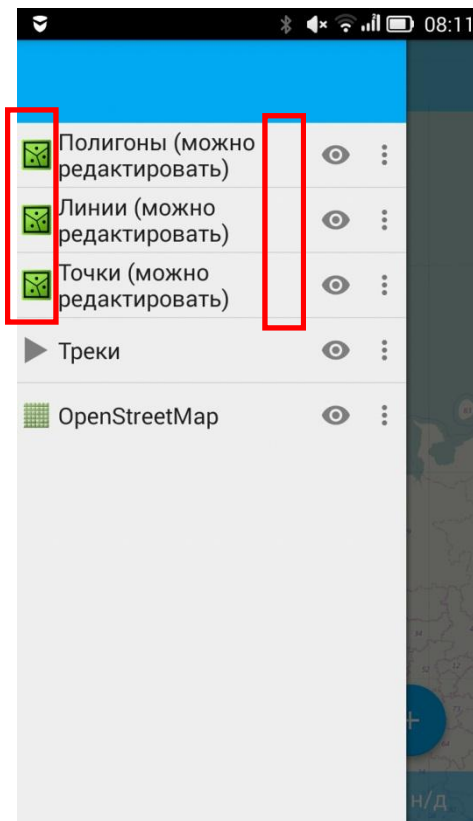 08:11
Полигоны (можно
редактировать)
Линии (можно
редактировать)
Точки (можно
редактировать)
Треки
OpenStreetMap
+
н/д